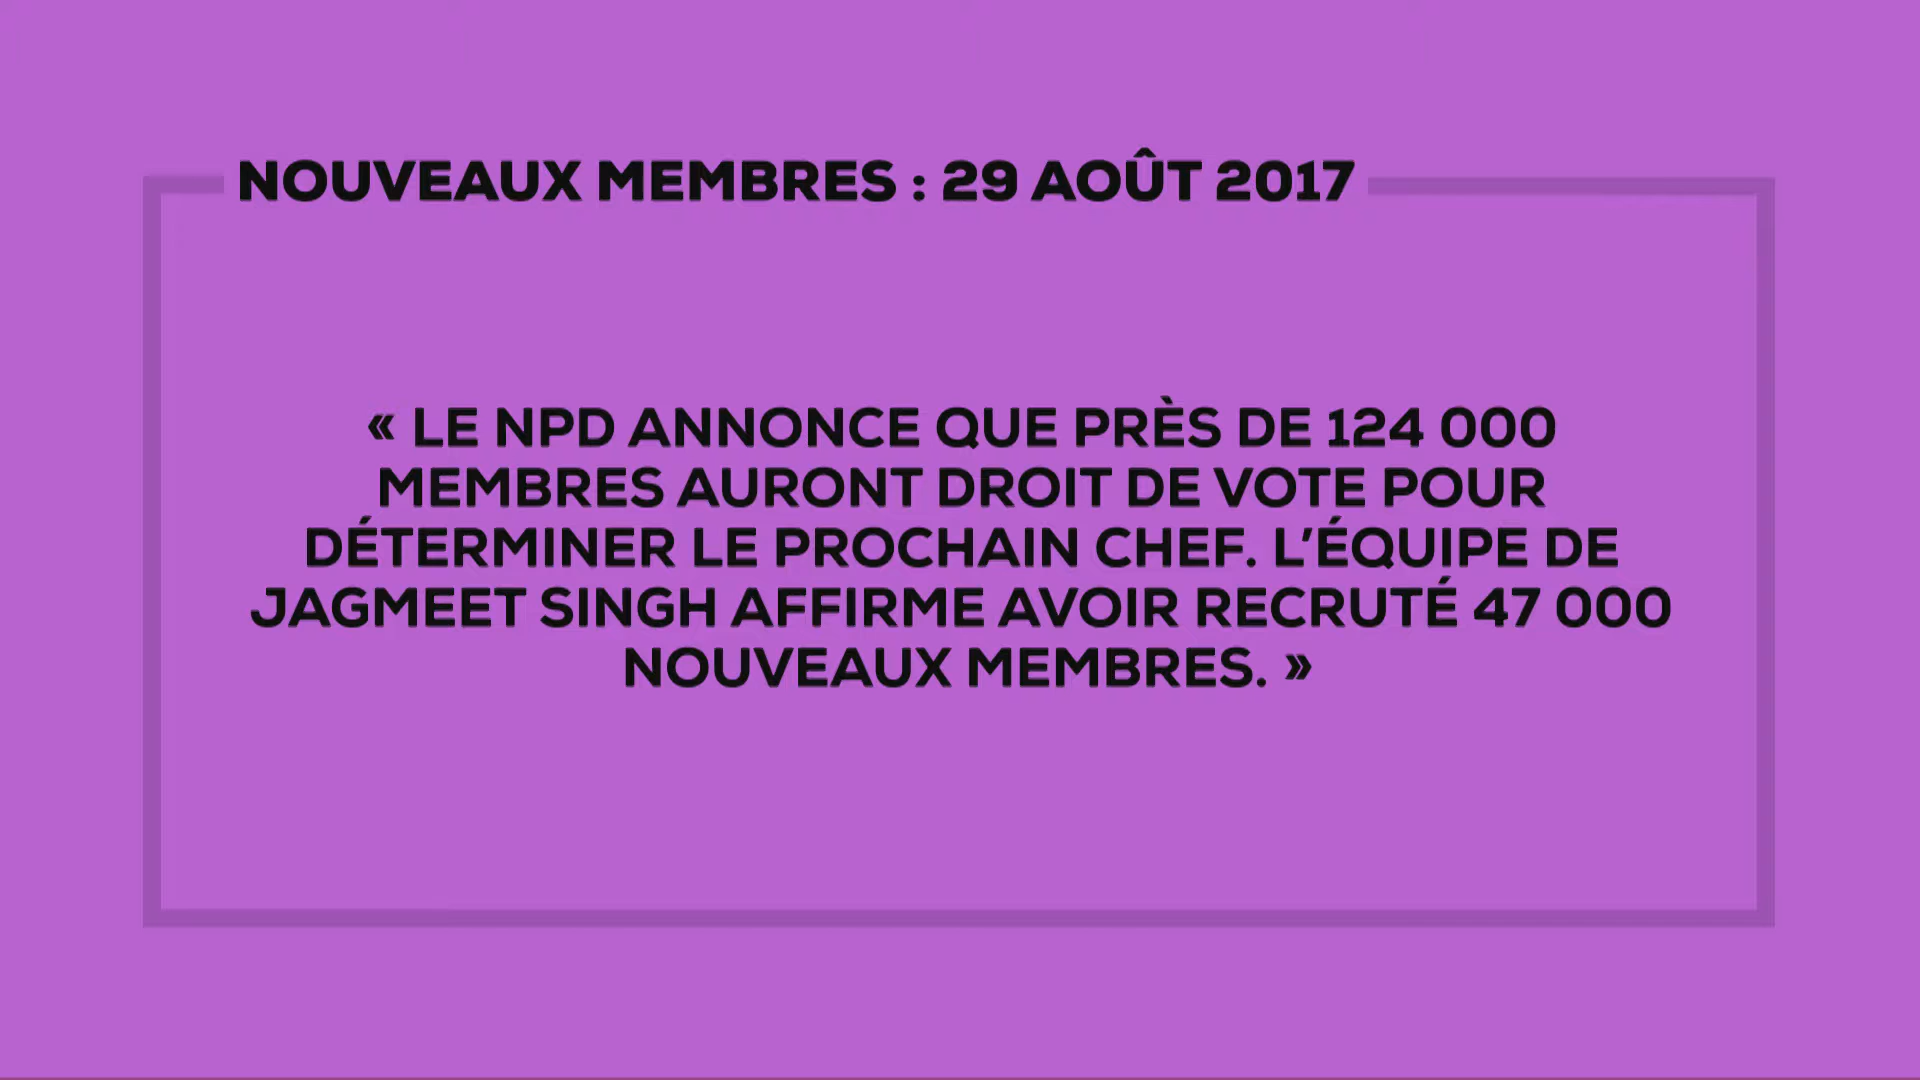 NOUVEAUX MEMBRES : 29 AOÛT 2017
« LE NPD ANNONCE QUE PRÈS DE 124 000
MEMBRES AURONT DROIT DE VOTE POUR
DÉTERMINER LE PROCHAIN CHEF. L’ÉQUIPE DE
JAGMEET SINGH AFFIRME AVOIR RECRUTÉ 47 000
NOUVEAUX MEMBRES. »